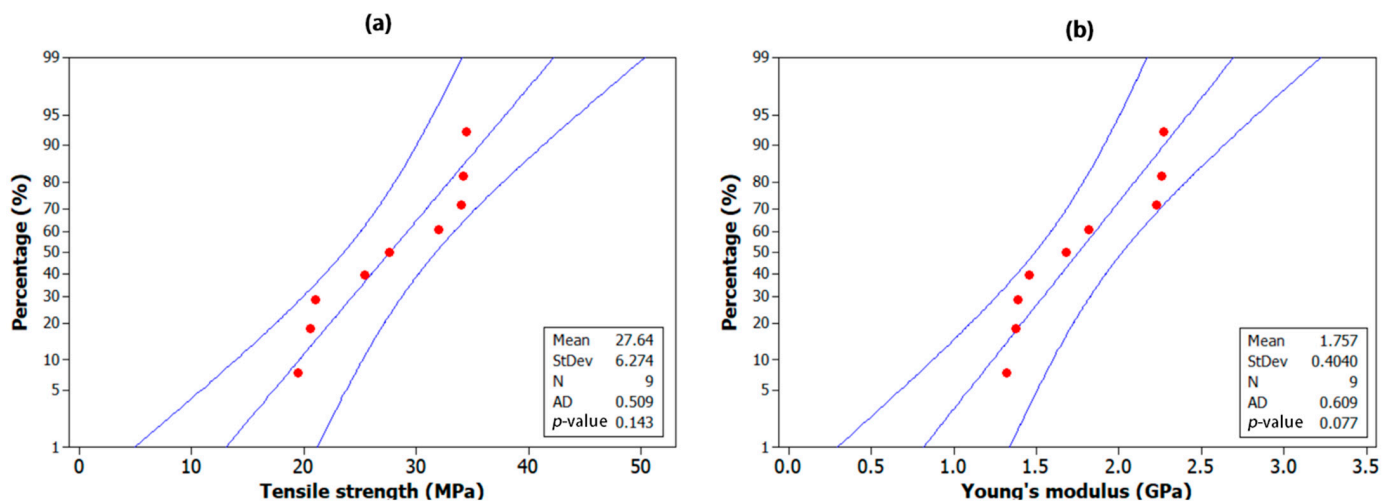 (a)
99
95
90
80
70
60
50
40
30
20
10
5
1
Percentage (%)
0 10 20 30 40 50
Tensile strength (MPa)
Mean 27.64
StDev 6.274
N 9
AD 0.509
p-value 0.143
(b)
99
95
90
80
70
60
50
40
30
20
10
5
1
Percentage (%)
0.0 0.5 1.0 1.5 2.0 2.5 3.0 3.5
Young's modulus (GPa)
Mean 1.757
StDev 0.4040
N 9
AD 0.609
p-value 0.077